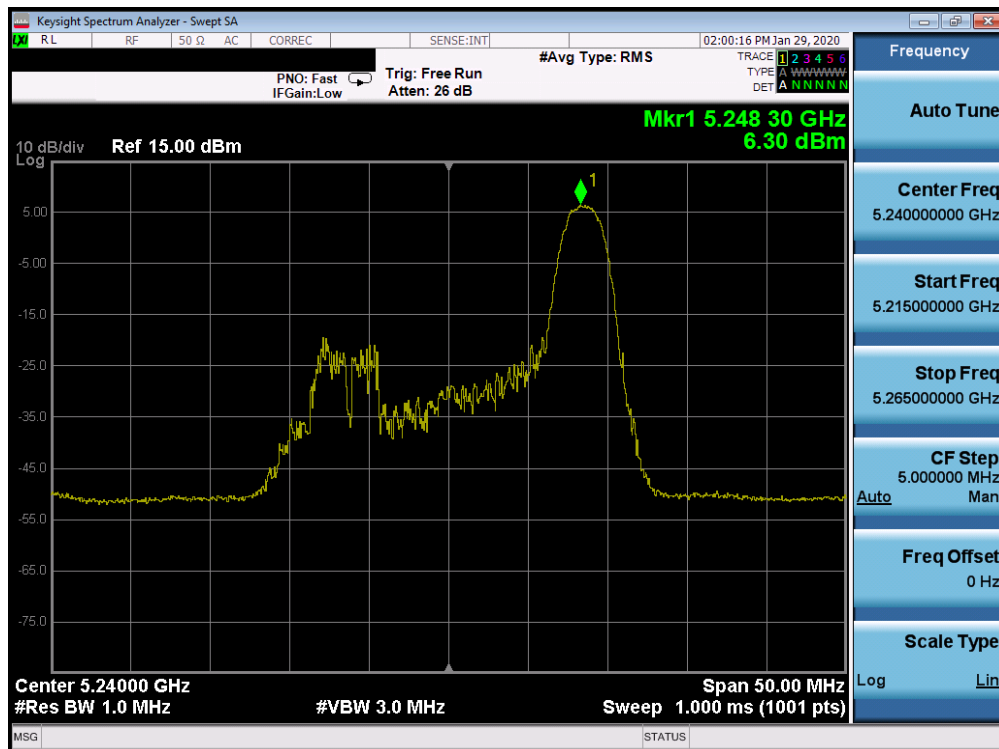 Keysight Spectrum Analyzer - Swept SA
LXI RL RF 50 Ω AC CORREC SENSE:INT 02:00:16 PM Jan 29, 2020
#Avg Type: RMS
TRACE 1 2 3 4 5 6
TYPE A WWWWW
DET A N N N N N
PNO: Fast
IFGain:Low
Trig: Free Run
Atten: 26 dB
Mkr1 5.248 30 GHz
6.30 dBm
10 dB/div
Log
Ref 15.00 dBm
1
5.00
-5.00
-15.0
-25.0
-35.0
-45.0
-55.0
-65.0
-75.0
Center 5.24000 GHz
Span 50.00 MHz
#Res BW 1.0 MHz
#VBW 3.0 MHz
Sweep 1.000 ms (1001 pts)
MSG
STATUS
Frequency
Auto Tune
Center Freq
5.240000000 GHz
Start Freq
5.215000000 GHz
Stop Freq
5.265000000 GHz
CF Step
5.000000 MHz
Auto Man
Freq Offset
0 Hz
Scale Type
Log Lin